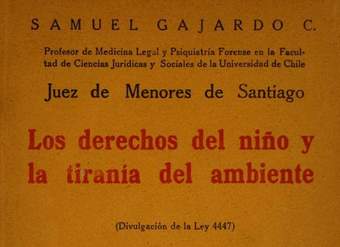 SAMUEL GAJARDO C.
Profesor de Medicina Legal y Psiquiatría Forense en la Facul-
tad de Ciencias Jurídicas y Sociales de la Universidad de Chile
Juez de Menores de Santiago
Los derechos del niño y
la tiranía del ambiente
(Divulgación de la Ley 4447)